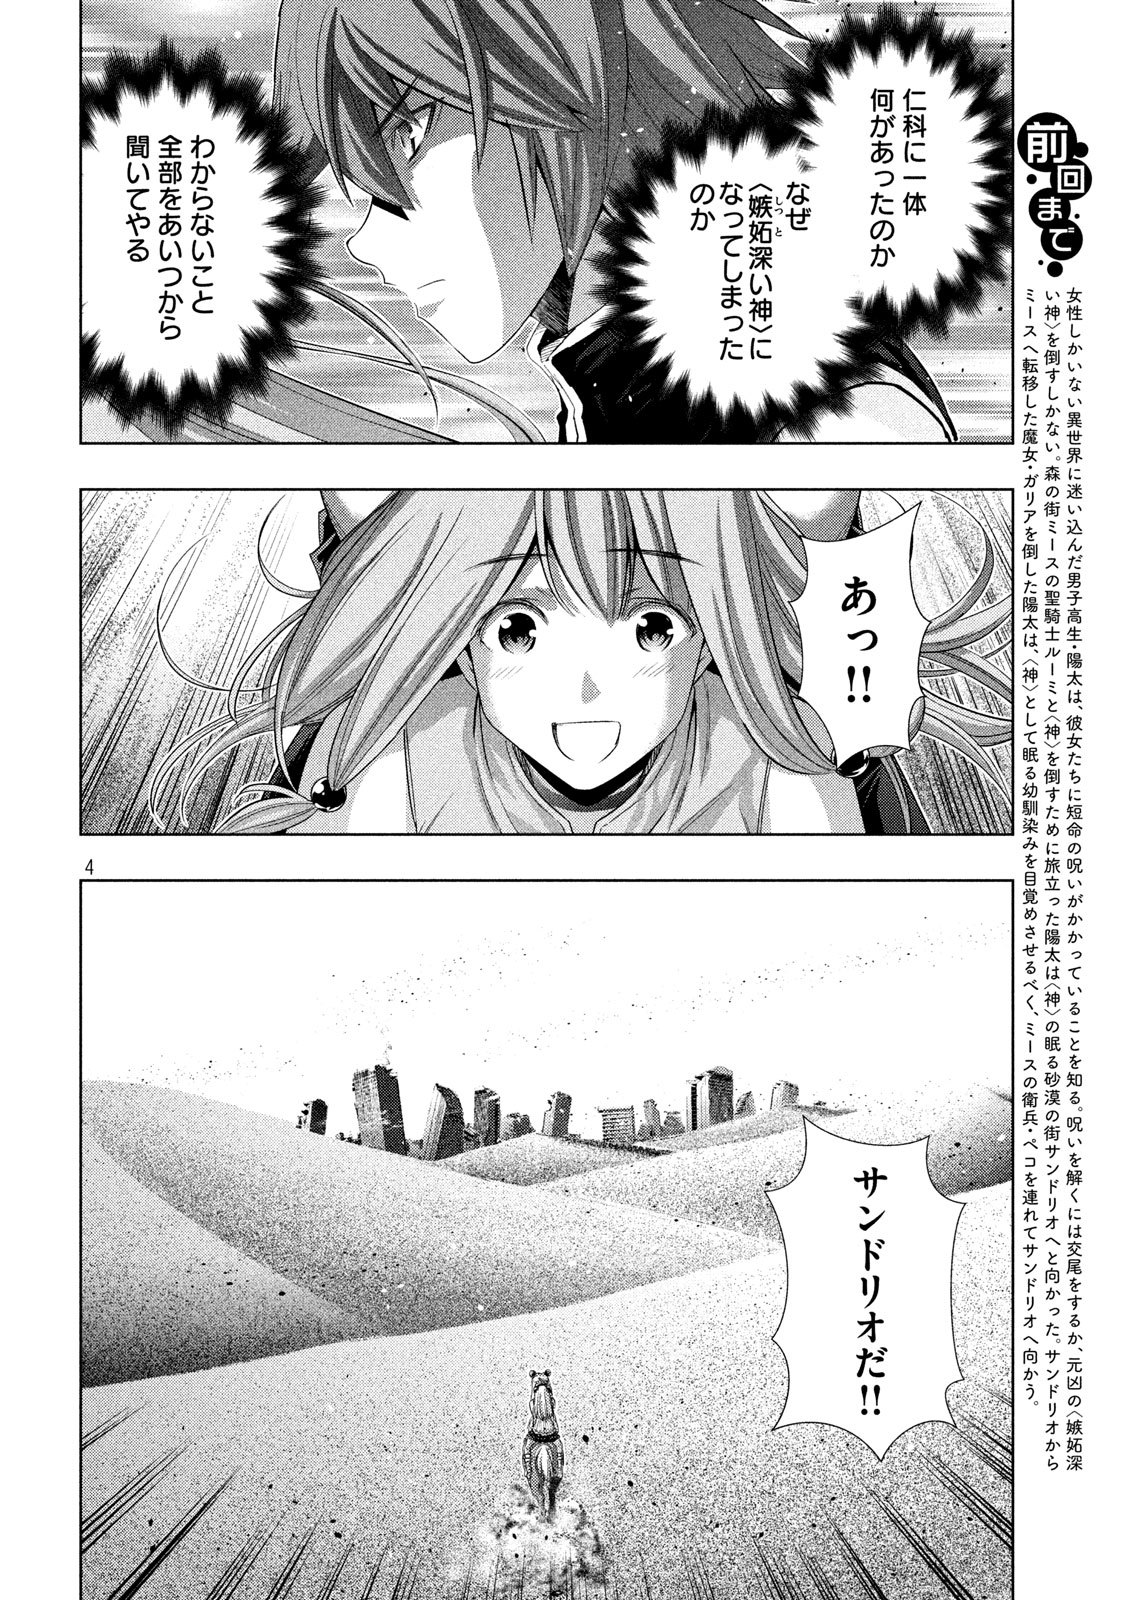 前回まで
女性しかいない異世界に迷い込んだ男子高生・陽太は、彼女たちに短命の呪いがかかっていることを知る。呪いを解くには交尾をするか、元凶の〈嫉妬深
い神〉を倒すしかない。森の街ミースの聖騎士ルーミと〈神〉を倒すために旅立った陽太は〈神〉の眠る砂漠の街サンドリオへと向かった。サンドリオから
ミースへ転移した魔女・ガリアを倒した陽太は、〈神〉として眠る幼馴染みを目覚めさせるべく、ミースの衛兵・ペコを連れてサンドリオへ向かう。
仁科に一体
何があったのか
なぜ
〈嫉妬深い神〉に
しっと
なってしまった
のか
わからないこと
全部をあいつから
聞いてやる
あっ!!
4
サンドリオだ!!